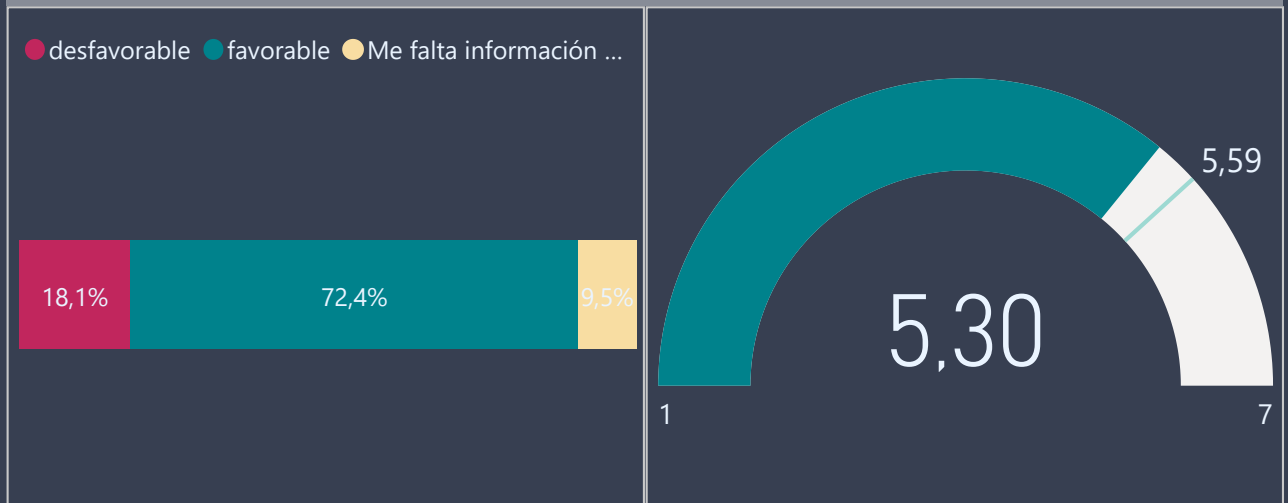 desfavorable favorable Me falta información ...
18,1% 72,4% 9,5%
5,59
5,30
1 7